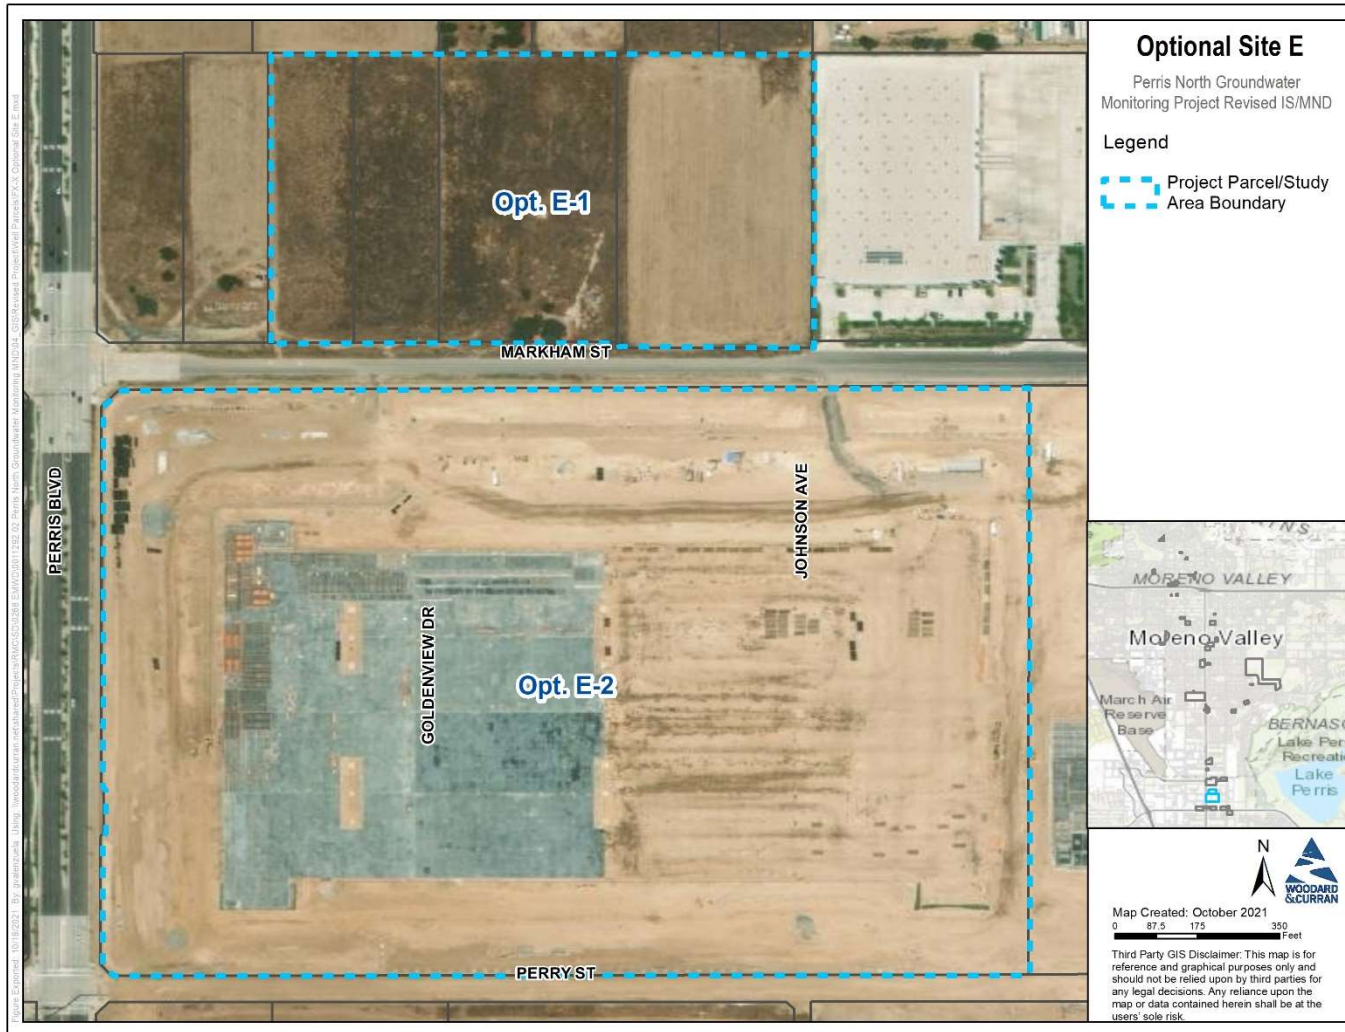 Optional Site E
Perris North Groundwater
Monitoring Project Revised IS/MND
Legend
Project Parcel/Study
Area Boundary
Opt. E-1
MARKHAM ST
PERRIS BLVD
JOHNSON AVE
GOLDENVIEW DR
Opt. E-2
PERRY ST
MORENO VALLEY
Moreno Valley
March Air
Reserve
Base
BERNASC
Lake Per
Recreati
Lake
Perris
N
WOODARD
&CURRAN
Map Created: October 2021
0 87.5 175 350
Feet
Third Party GIS Disclaimer: This map is for
reference and graphical purposes only and
should not be relied upon by third parties for
any legal decisions. Any reliance upon the
map or data contained herein shall be at the
users' sole risk.